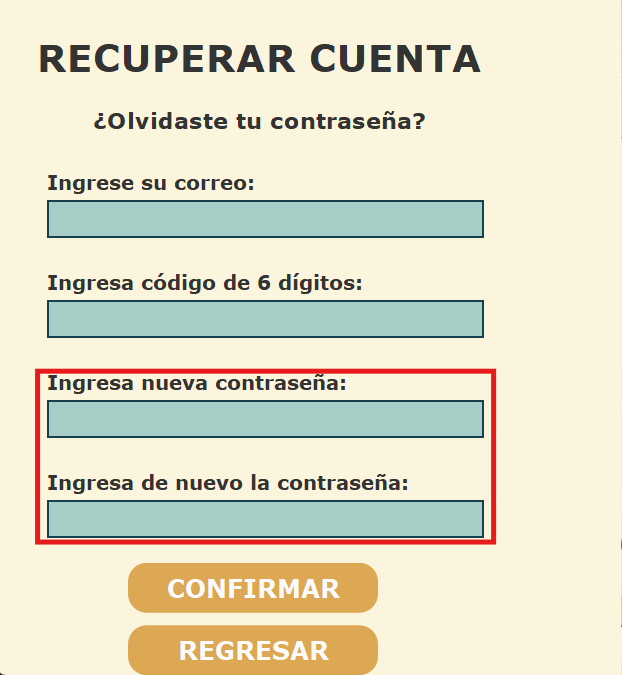 RECUPERAR CUENTA
¿Olvidaste tu contraseña?
Ingrese su correo:
Ingresa código de 6 dígitos:
Ingresa nueva contraseña:
Ingresa de nuevo la contraseña:
CONFIRMAR
REGRESAR